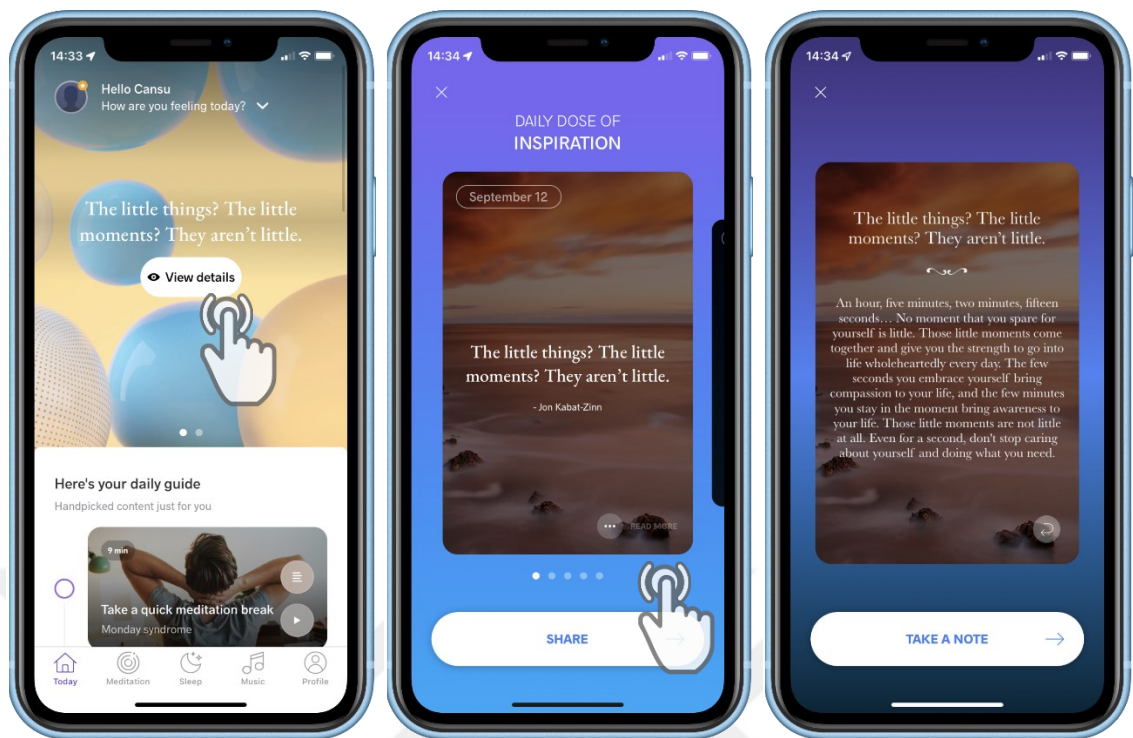 14:33
Hello Cansu
How are you feeling today?
The little things? The little
moments? They aren't little.
View details
Here's your daily guide
Handpicked content just for you
9 min
Take a quick meditation break
Monday syndrome
Today
Meditation
Sleep
Music
Profile
14:34
DAILY DOSE OF
INSPIRATION
September 12
The little things? The little
moments? They aren't little.
- Jon Kabat-Zinn
READ MORE
SHARE
14:34
The little things? The little
moments? They aren't little.
An hour, five minutes, two minutes, fifteen
seconds… No moment that you spare for
yourself is little. Those little moments come
together and give you the strength to go into
life wholeheartedly every day. The few
seconds you embrace yourself bring
compassion to your life, and the few minutes
you stay in the moment bring awareness to
your life. Those little moments are not little
at all. Even for a second, don't stop caring
about yourself and doing what you need.
TAKE A NOTE